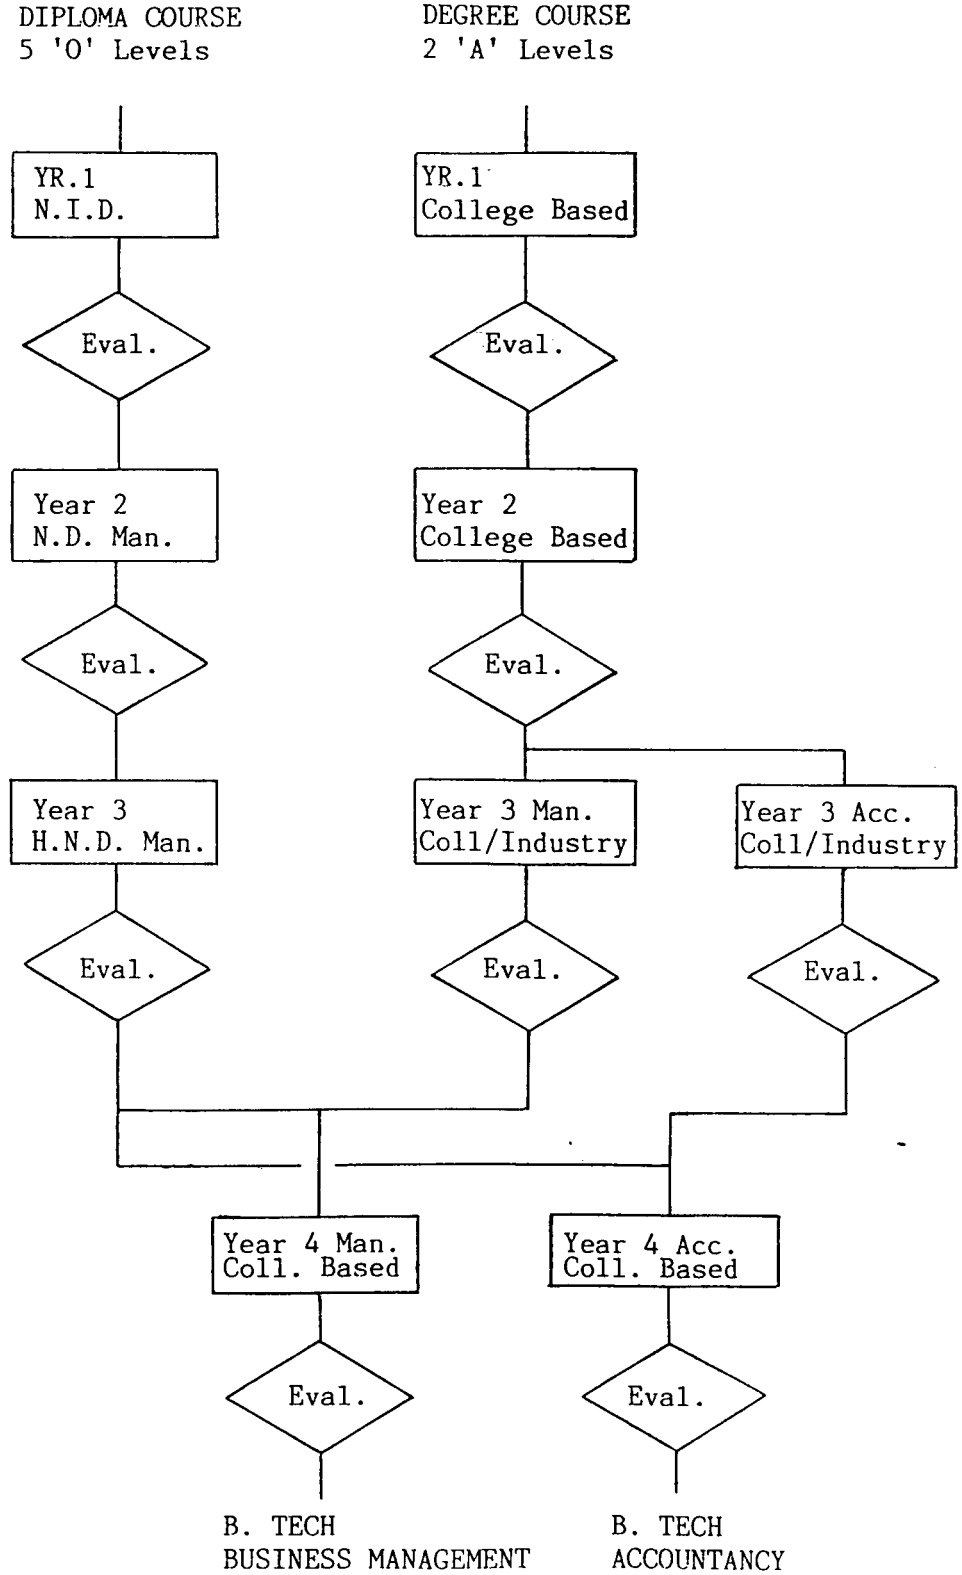 DIPLOMA COURSE
5 'O' Levels
DEGREE COURSE
2 'A' Levels
YR.1
N.I.D.
YR.1
College Based
Eval.
Eval.
Year 2
N.D. Man.
Year 2
College Based
Eval.
Eval.
Year 3
H.N.D. Man.
Year 3 Man.
Coll/Industry
Year 3 Acc.
Coll/Industry
Eval.
Eval.
Eval.
Year 4 Man.
Coll. Based
Year 4 Acc.
Coll. Based
Eval.
Eval.
B. TECH
BUSINESS MANAGEMENT
B. TECH
ACCOUNTANCY